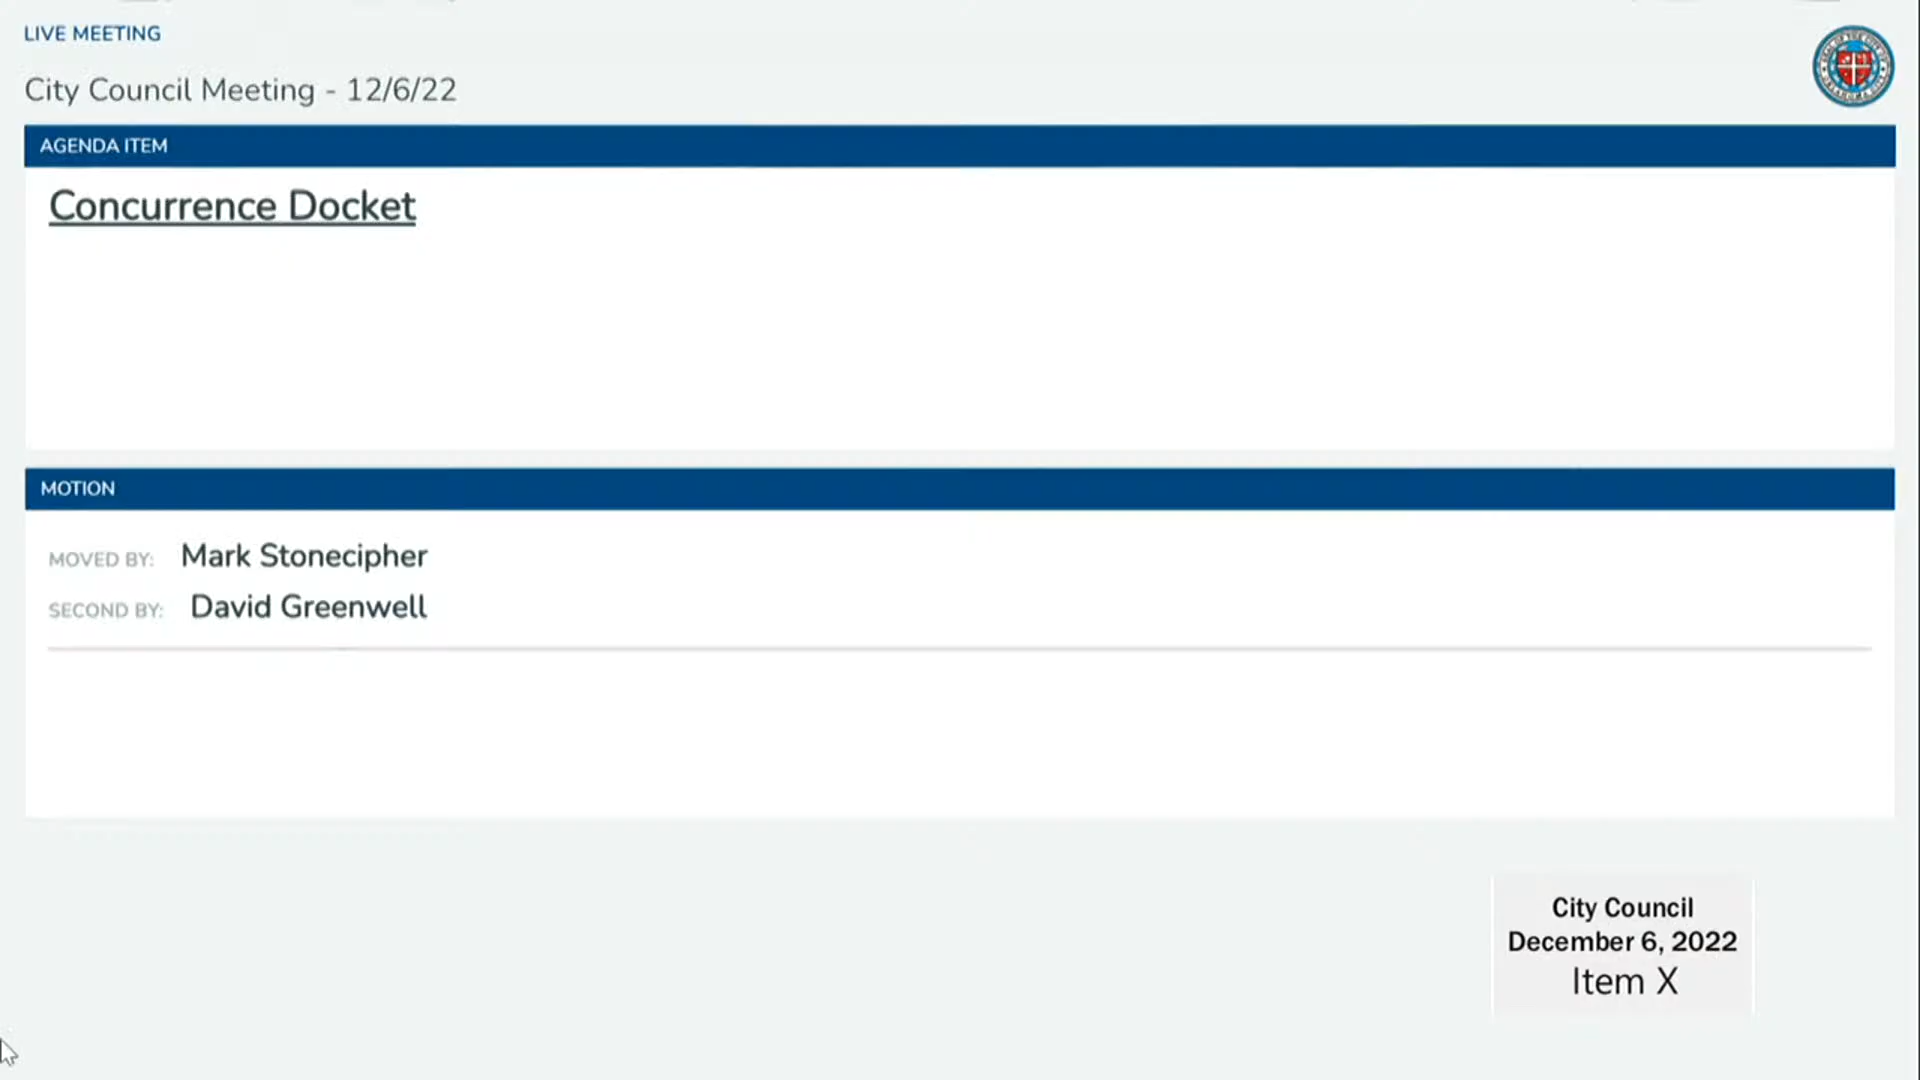 LIVE MEETING
City Council Meeting - 12/6/22
AGENDA ITEM
Concurrence Docket
MOTION
MOVED BY: Mark Stonecipher
SECOND BY: David Greenwell
City Council
December 6, 2022
Item X